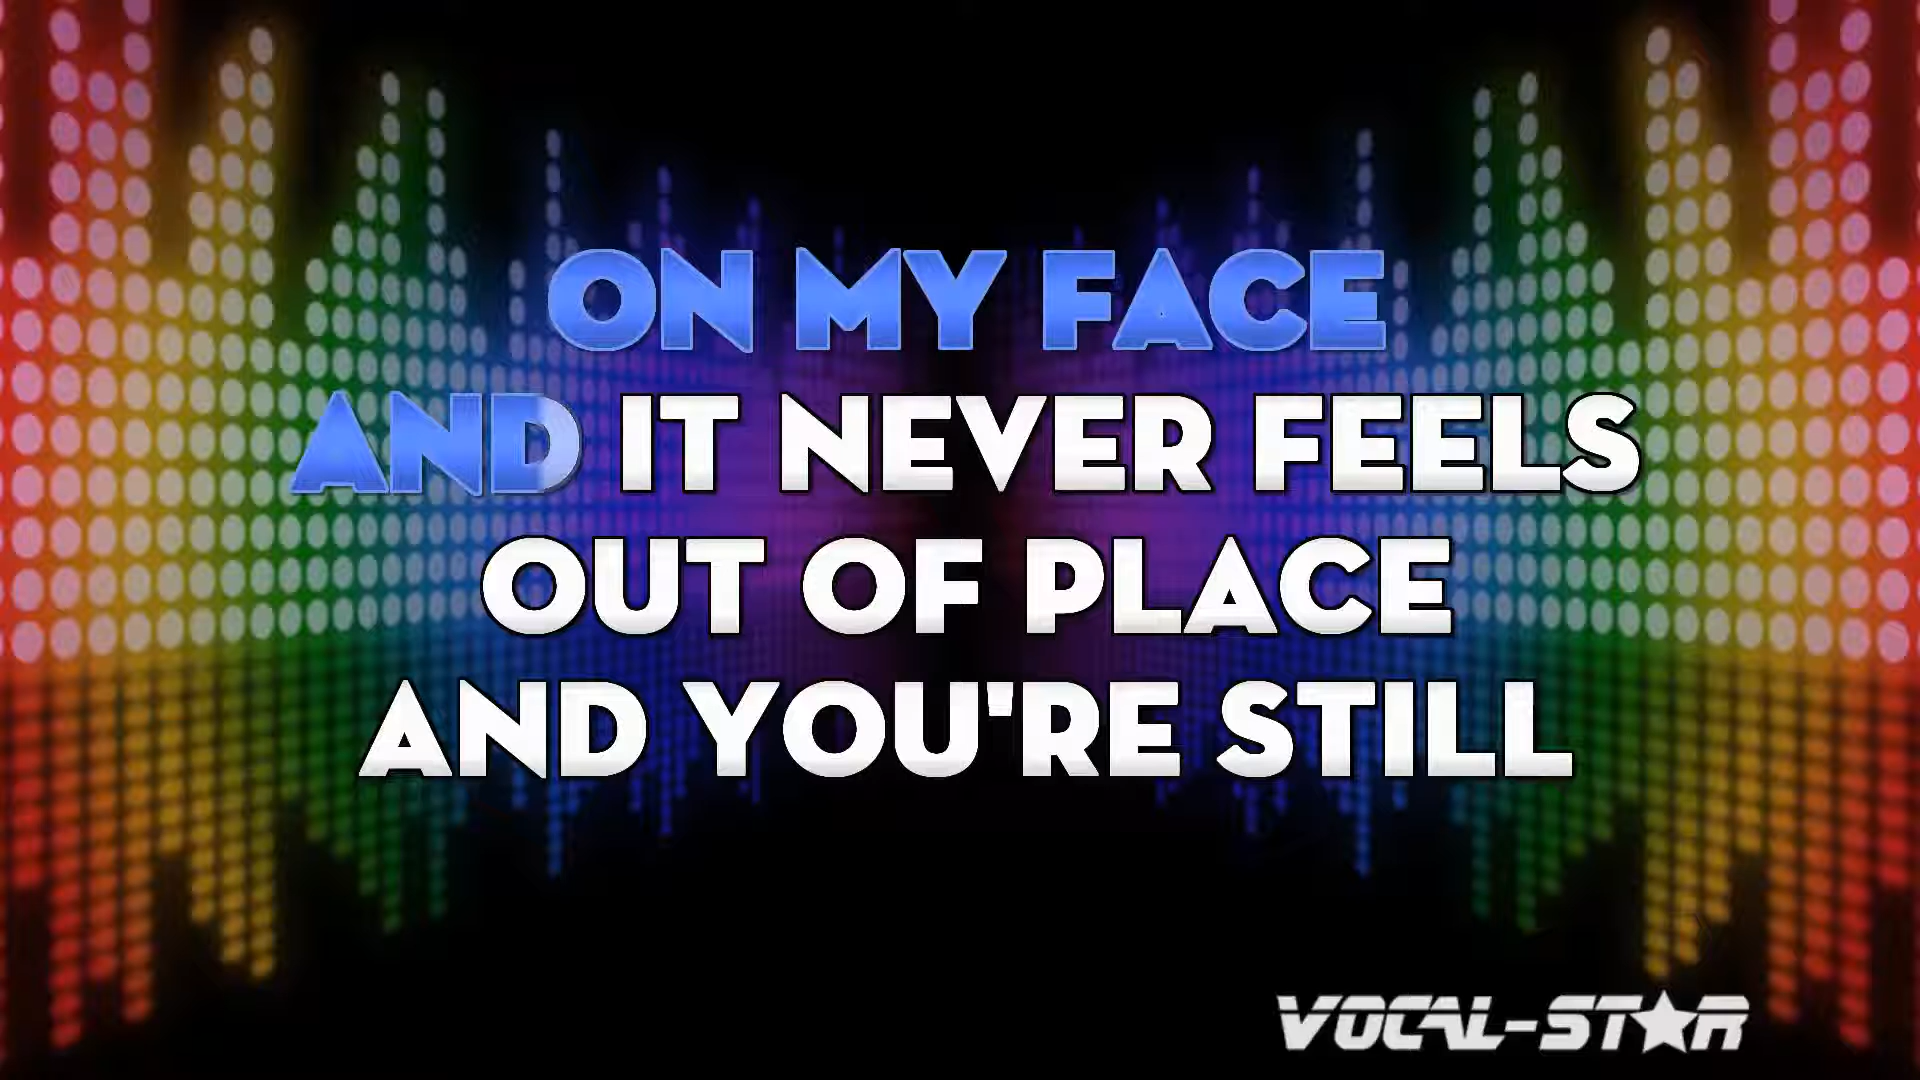 ON MY FACE
AND IT NEVER FEELS
OUT OF PLACE
AND YOU'RE STILL
VOCAL-STAR